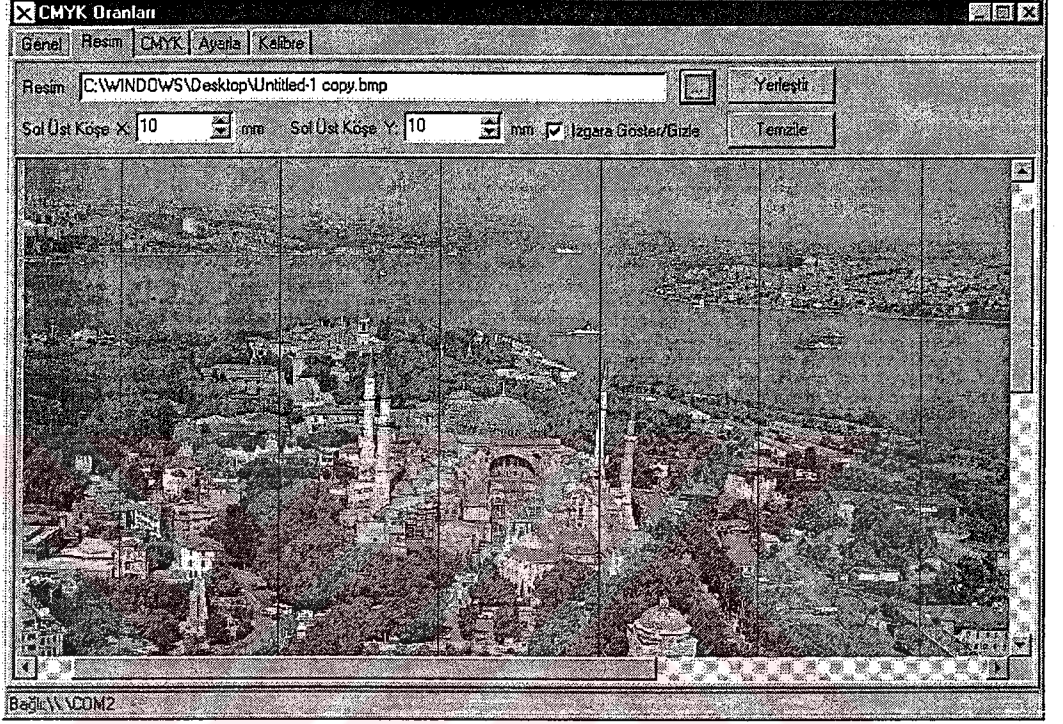 CMYK Oranları
Genel Resim CMYK Ayarla Kalibre
Resim C:\WINDOWS\Desktop\Untitled-1 copy.bmp ... Yerleştir
Sol Üst Köşe X: 10 mm Sol Üst Köşe Y: 10 mm Izgara Göster/Gizle Temzile
Bağlı:\\.\COM2